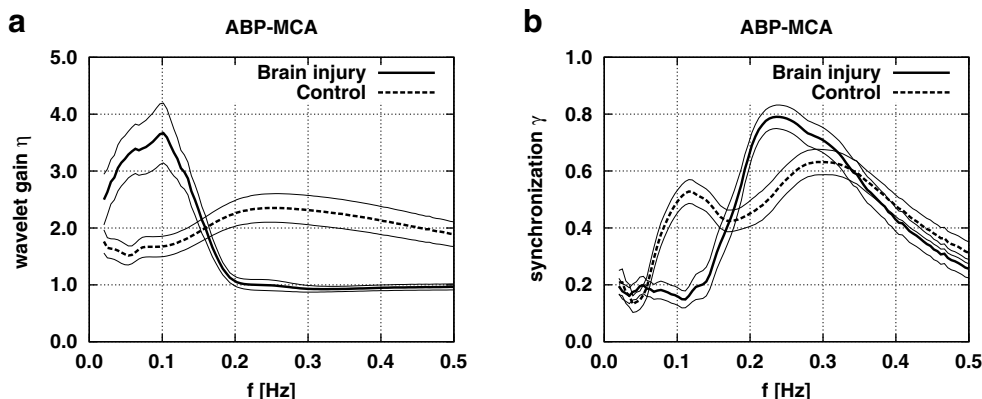 a
ABP-MCA
wavelet gain η
5.0
4.0
3.0
2.0
1.0
0.0
Brain injury
Control
0.0 0.1 0.2 0.3 0.4 0.5
f [Hz]
b
ABP-MCA
synchronization γ
1.0
0.8
0.6
0.4
0.2
0.0
Brain injury
Control
0.0 0.1 0.2 0.3 0.4 0.5
f [Hz]